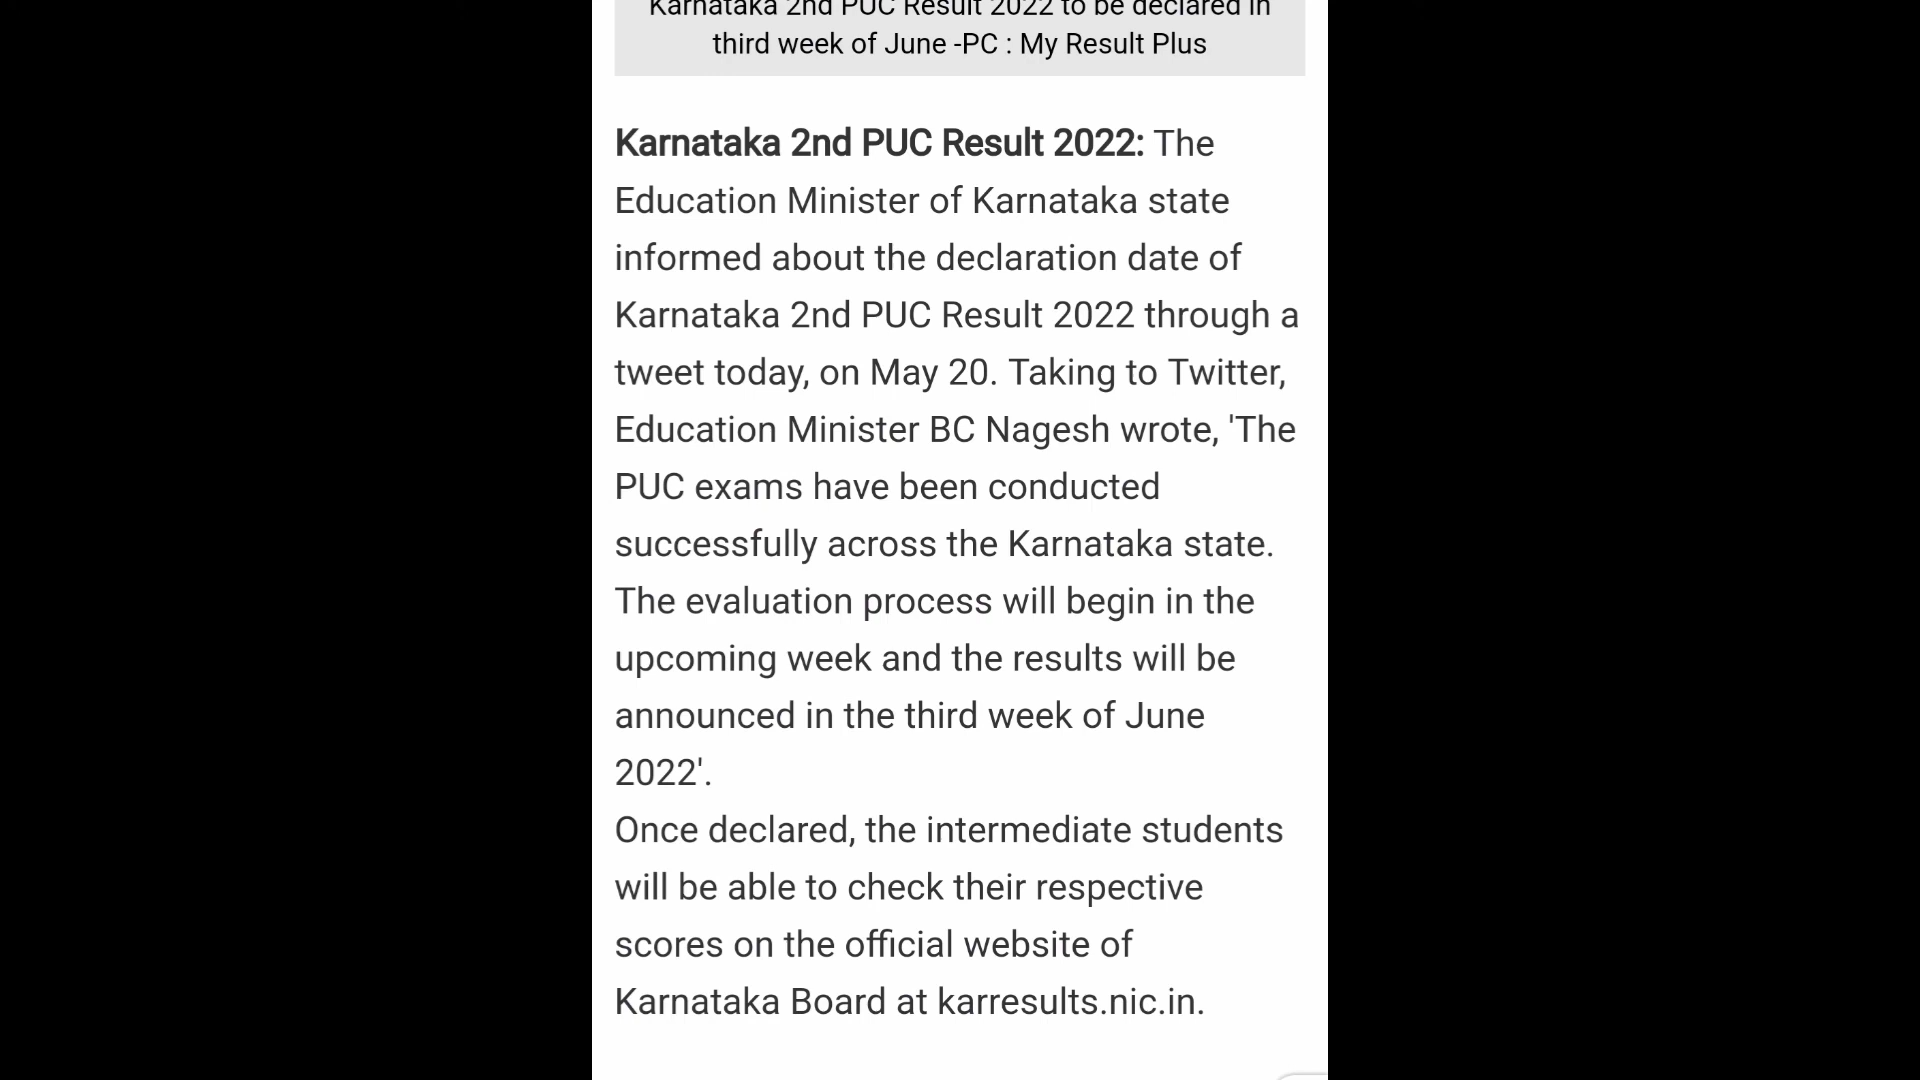 Karnataka 2nd PUC Result 2022 to be declared in
third week of June -PC : My Result Plus
Karnataka 2nd PUC Result 2022: The
Education Minister of Karnataka state
informed about the declaration date of
Karnataka 2nd PUC Result 2022 through a
tweet today, on May 20. Taking to Twitter,
Education Minister BC Nagesh wrote, 'The
PUC exams have been conducted
successfully across the Karnataka state.
The evaluation process will begin in the
upcoming week and the results will be
announced in the third week of June
2022'.
Once declared, the intermediate students
will be able to check their respective
scores on the official website of
Karnataka Board at karresults.nic.in.